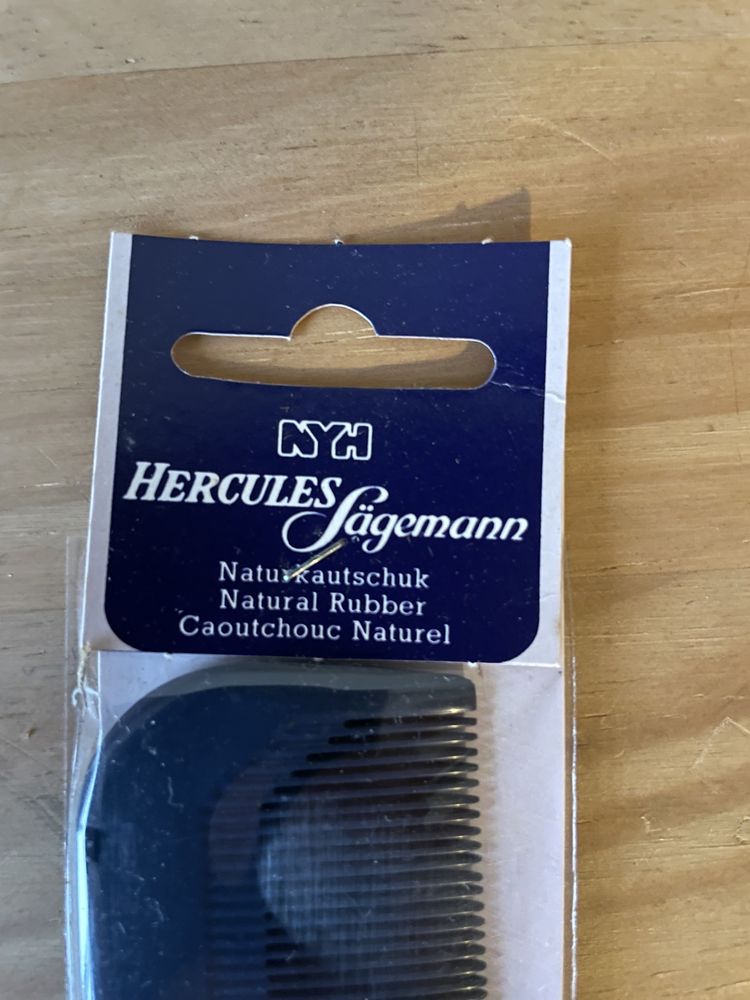 NYH
HERCULES
Sägemann
Naturkautschuk
Natural Rubber
Caoutchouc Naturel